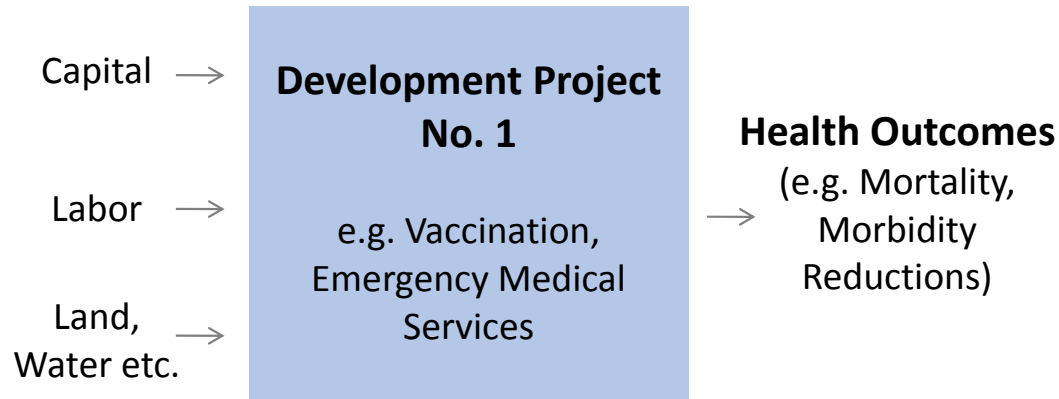 Capital
Labor
Land,
Water etc.
Development Project
No. 1
e.g. Vaccination,
Emergency Medical
Services
Health Outcomes
(e.g. Mortality,
Morbidity
Reductions)